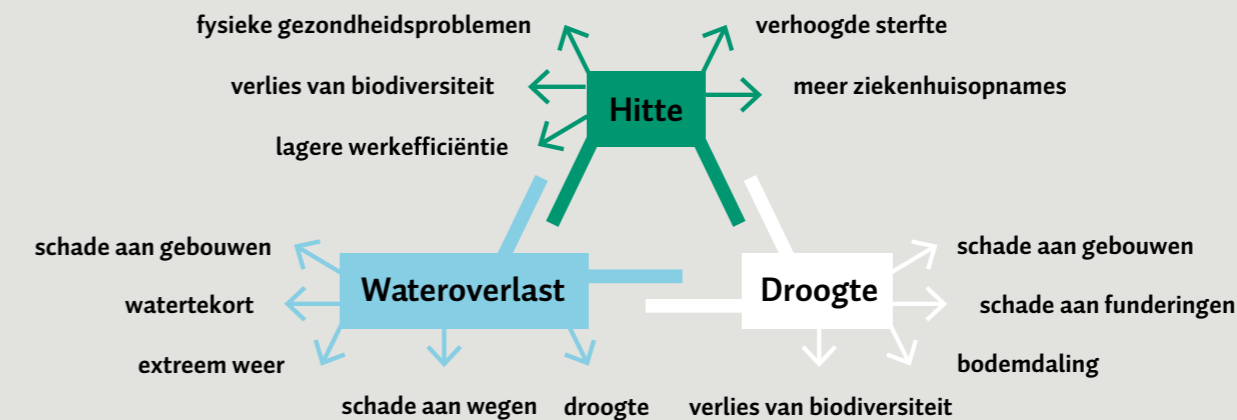 fysieke gezondheidsproblemen
verhoogde sterfte
verlies van biodiversiteit
meer ziekenhuisopnames
Hitte
lagere werkefficiëntie
schade aan gebouwen
schade aan gebouwen
Wateroverlast
Droogte
watertekort
schade aan funderingen
extreem weer
bodemdaling
schade aan wegen
droogte
verlies van biodiversiteit